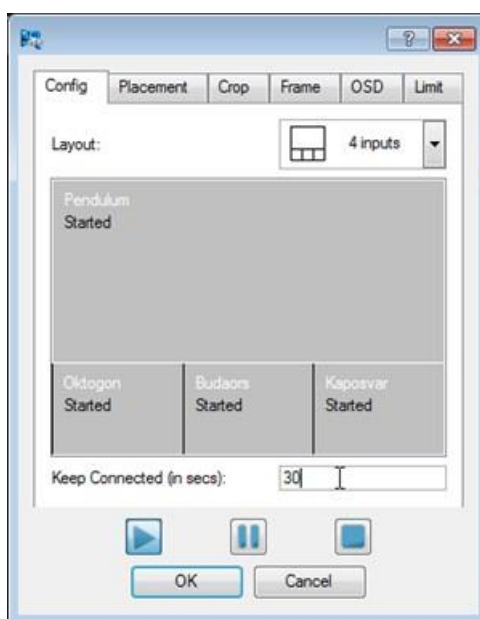 ?
Config Placement Crop Frame OSD Limit
Layout: 4 inputs
Pendulum
Started
Oktogon Budaors Kaposvar
Started Started Started
Keep Connected (in secs): 30
OK Cancel